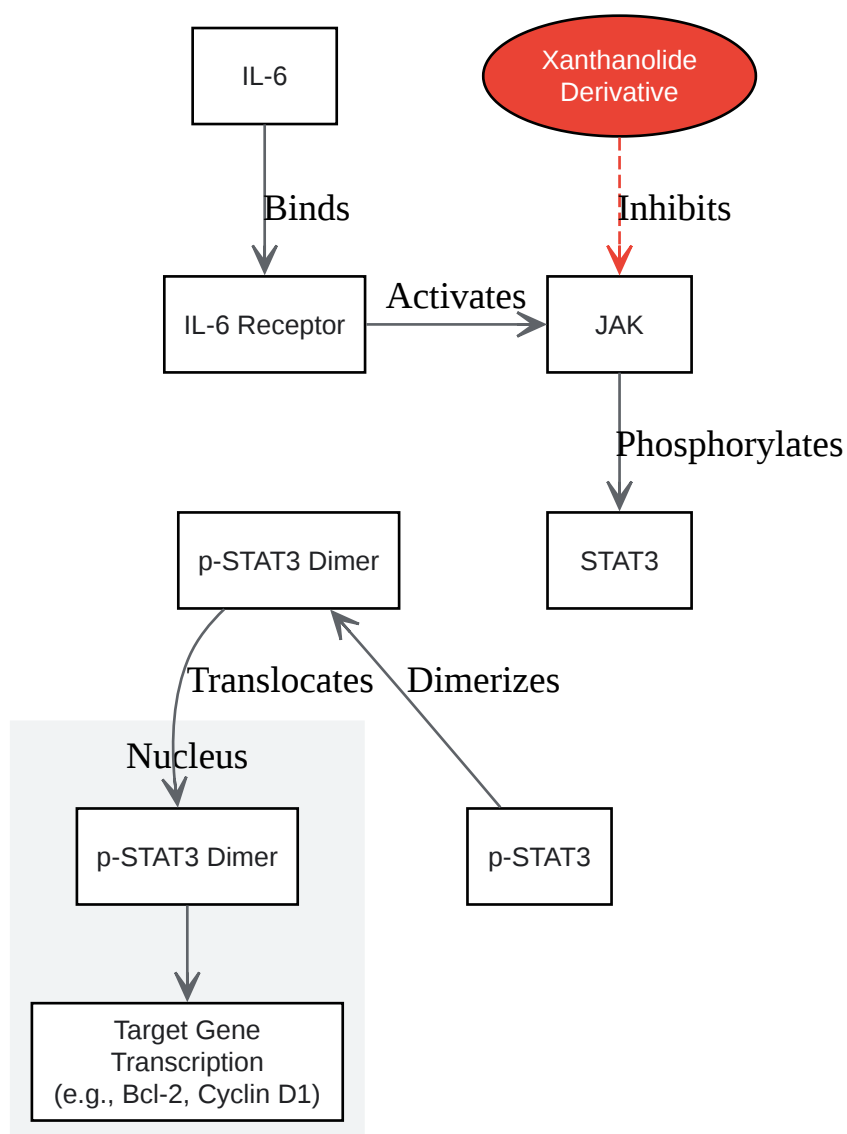 IL-6
Xanthanolide
Derivative
Binds
Inhibits
IL-6 Receptor
Activates
JAK
Phosphorylates
p-STAT3 Dimer
STAT3
Translocates
Dimerizes
Nucleus
p-STAT3 Dimer
p-STAT3
Target Gene
Transcription
(e.g., Bcl-2, Cyclin D1)